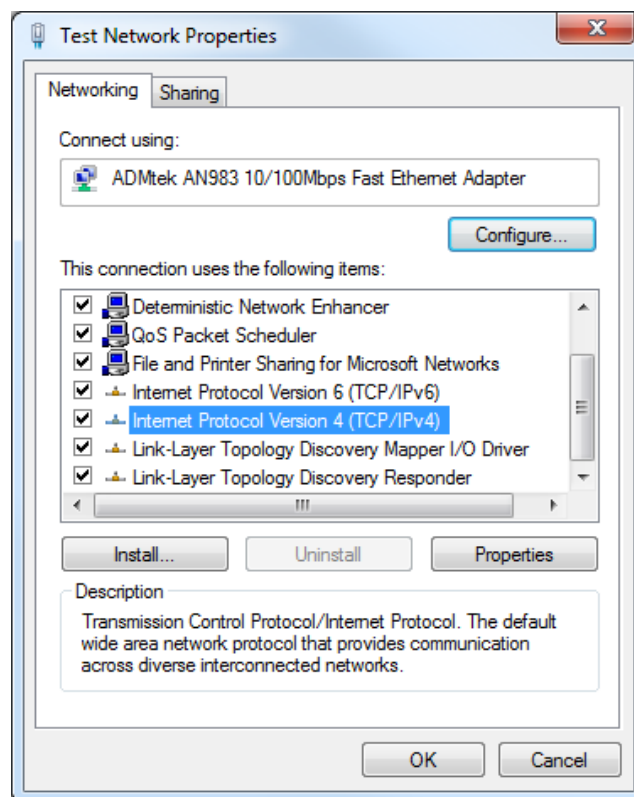 Test Network Properties
Networking
Sharing
Connect using:
ADMtek AN983 10/100Mbps Fast Ethernet Adapter
Configure...
This connection uses the following items:
Deterministic Network Enhancer
QoS Packet Scheduler
File and Printer Sharing for Microsoft Networks
Internet Protocol Version 6 (TCP/IPv6)
Internet Protocol Version 4 (TCP/IPv4)
Link-Layer Topology Discovery Mapper I/O Driver
Link-Layer Topology Discovery Responder
Install...
Uninstall
Properties
Description
Transmission Control Protocol/Internet Protocol. The default
wide area network protocol that provides communication
across diverse interconnected networks.
OK
Cancel